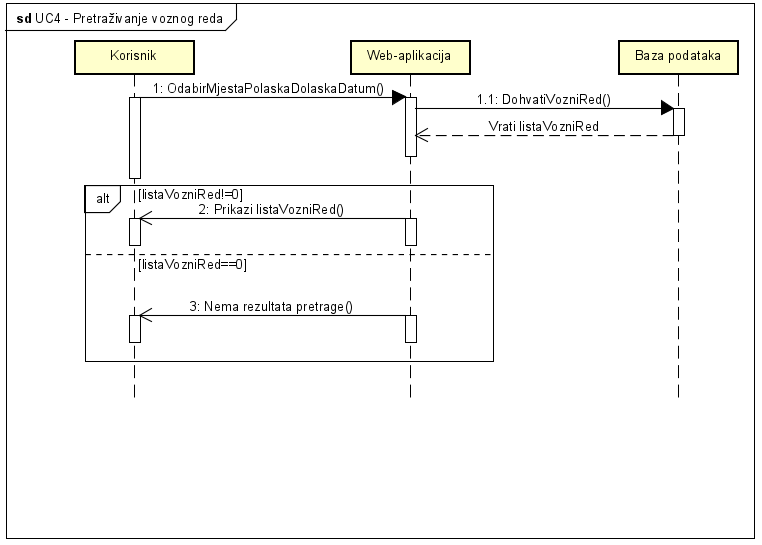 sd UC4 - Pretraživanje voznog reda
Korisnik
Web-aplikacija
Baza podataka
1: OdabirMjestaPolaskaDolaskaDatum()
1.1: DohvatiVozniRed()
Vrati listaVozniRed
alt
[listaVozniRed!=0]
2: Prikazi listaVozniRed()
[listaVozniRed==0]
3: Nema rezultata pretrage()